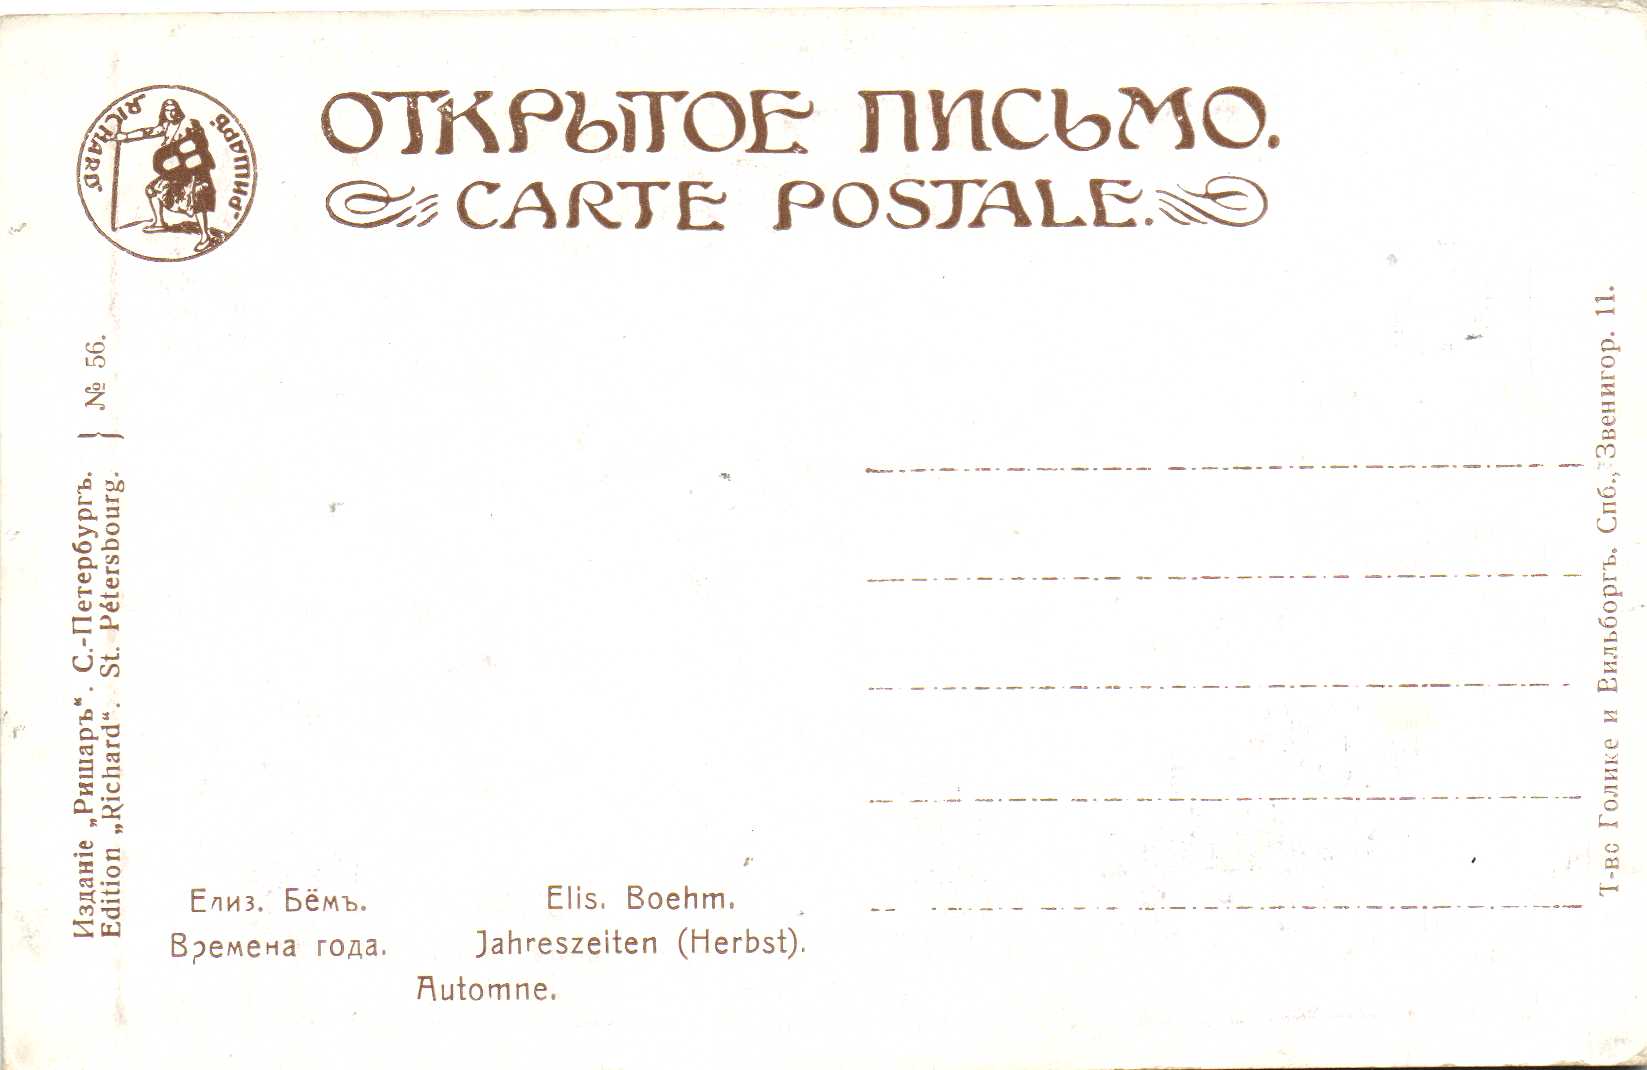 ОТКРЫТОЕ ПИСЬМО.
CARTE POSTALE.
„RICHARD“
„РИШАРЪ“
Изданіе „Ришаръ“. С.-Петербургъ.
Edition „Richard“. St. Pétersbourg.
} № 56.
Т-во Голике и Вильборгъ. Спб., Звенигор. 11.
Елиз. Бёмъ.
Elis. Boehm.
Времена года.
Jahreszeiten (Herbst).
Automne.